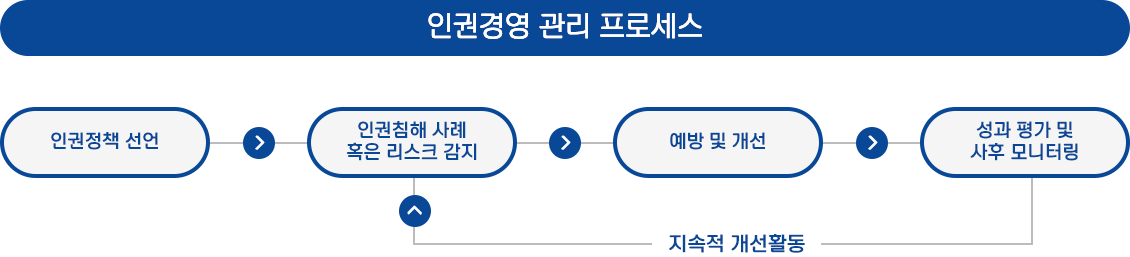 인권경영 관리 프로세스
인권정책 선언
인권침해 사례
혹은 리스크 감지
예방 및 개선
성과 평가 및
사후 모니터링
지속적 개선활동